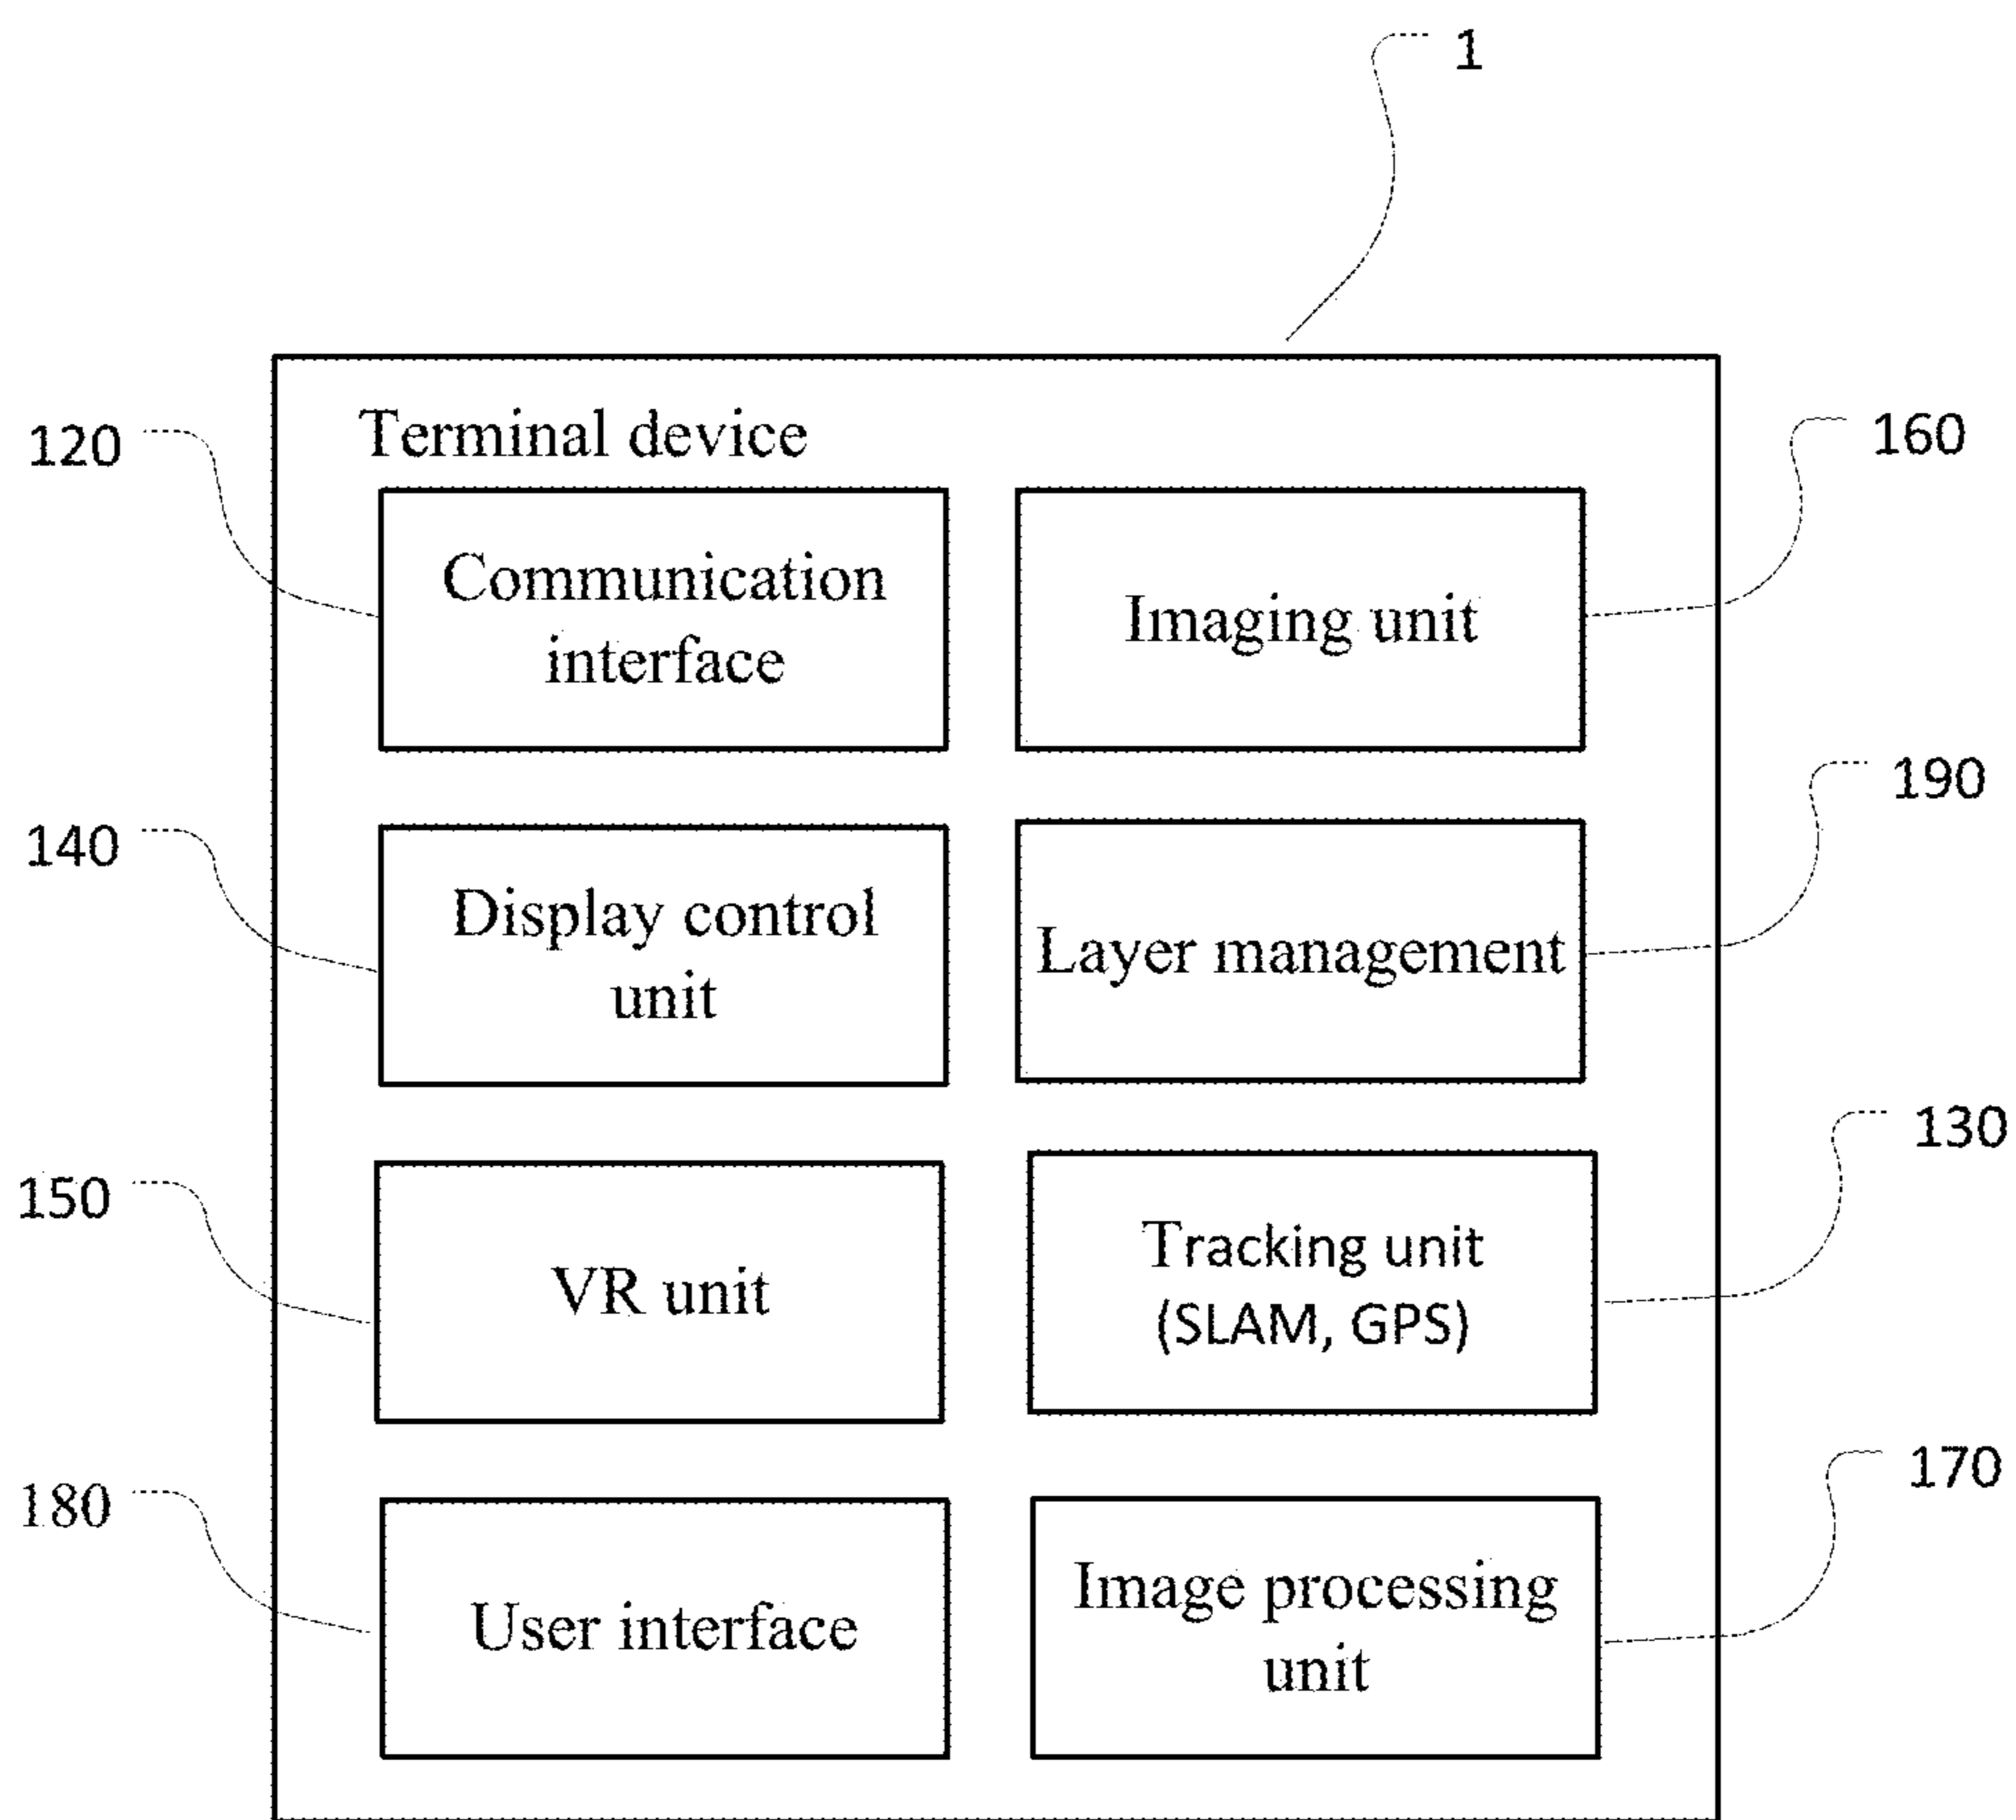 1
Terminal device
120
Communication
interface
Imaging unit
160
140
Display control
unit
Layer management
190
150
VR unit
Tracking unit
(SLAM, GPS)
130
180
User interface
Image processing
unit
170